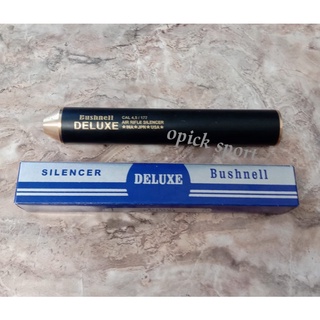 Bushnell
DELUXE
CAL 4,5 / .177
AIR RIFLE SILENCER
opick sport
SILENCER
DELUXE
Bushnell